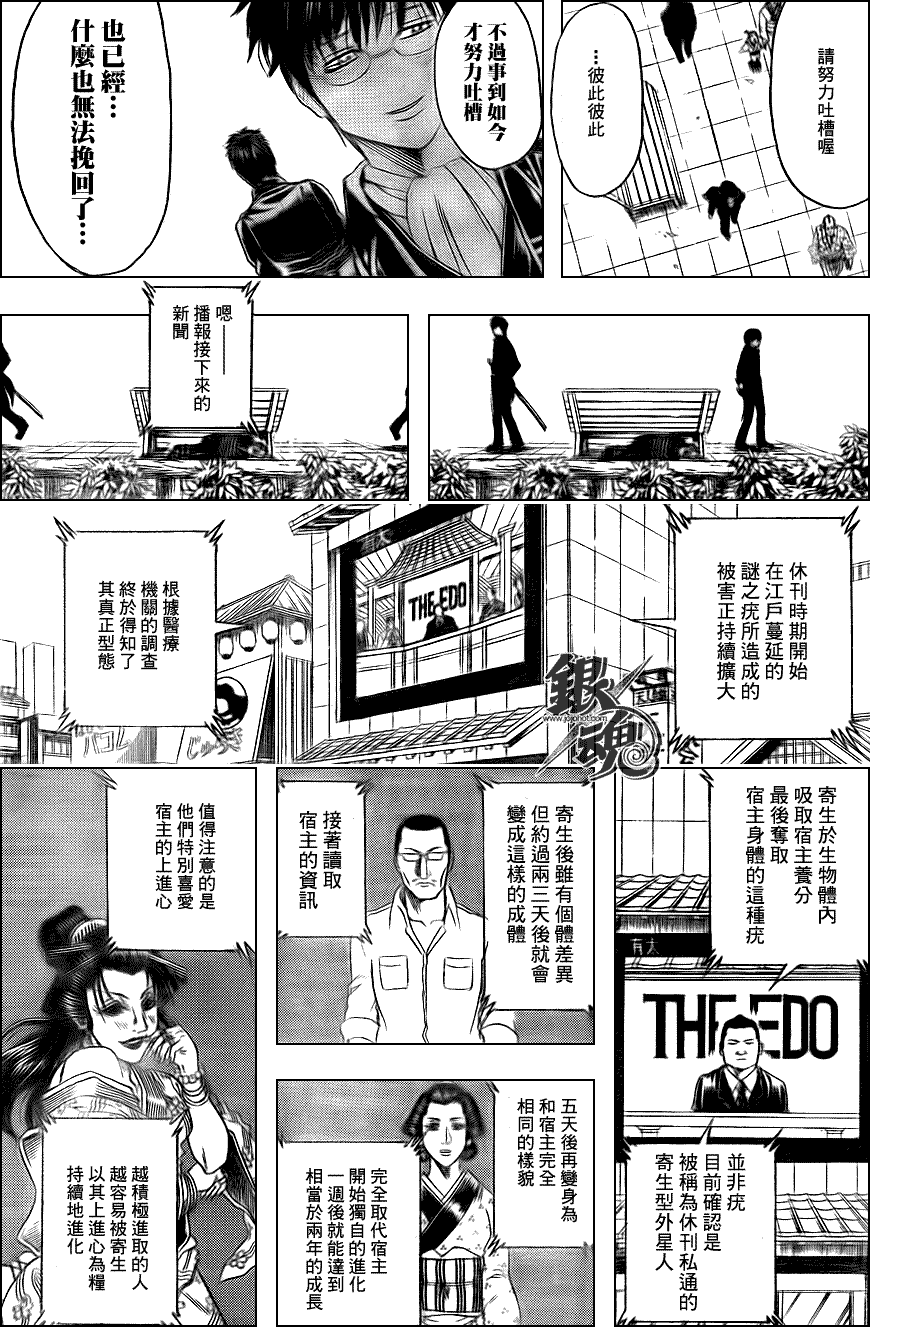 請努力吐槽喔
…彼此彼此
不過事到如今
才努力吐槽
也已經…
什麼也無法挽回了…
嗯——
播報接下來的
新聞
休刊時期開始
在江戶蔓延的
謎之疣所造成的
被害正持續擴大
THE EDO
根據醫療
機關的調查
終於得知了
其真正型態
銀魂
www.jojohot.com
寄生於生物體內
吸取宿主養分
最後奪取
宿主身體的這種疣
THE EDO
並非疣
目前確認是
被稱為休刊私通的
寄生型外星人
寄生後雖有個體差異
但約過兩三天後就會
變成這樣的成體
接著讀取
宿主的資訊
五天後再變身為
和宿主完全
相同的樣貌
完全取代宿主
開始獨自的進化
一週後就能達到
相當於兩年的成長
值得注意的是
他們特別喜愛
宿主的上進心
越積極進取的人
越容易被寄生
以其上進心為糧
持續地進化